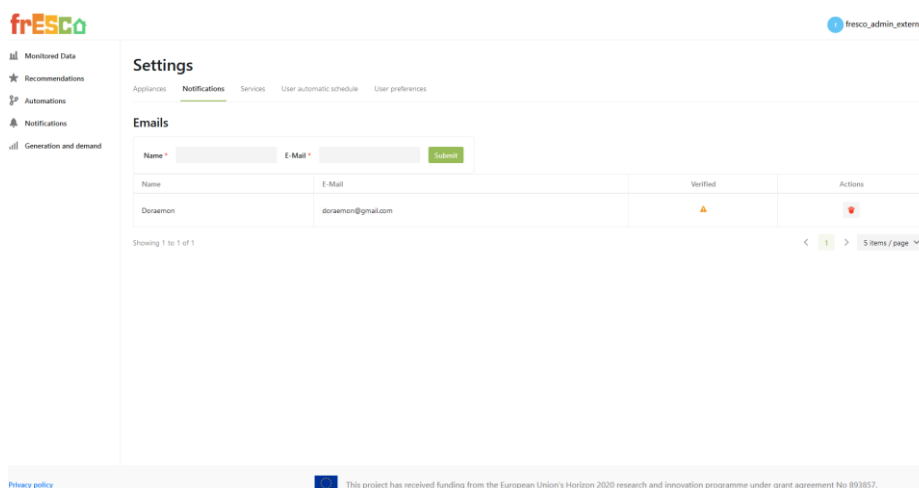 frESCO
fresco_admin_extern
Monitored Data
Recommendations
Automations
Notifications
Generation and demand
Settings
Appliances Notifications Services User automatic schedule User preferences
Emails
Name * E-Mail * Submit
Name E-Mail Verified Actions
Doraemon doraemon@gmail.com
Showing 1 to 1 of 1 1 5 items / page
Privacy policy This project has received funding from the European Union's Horizon 2020 research and innovation programme under grant agreement No 893857.